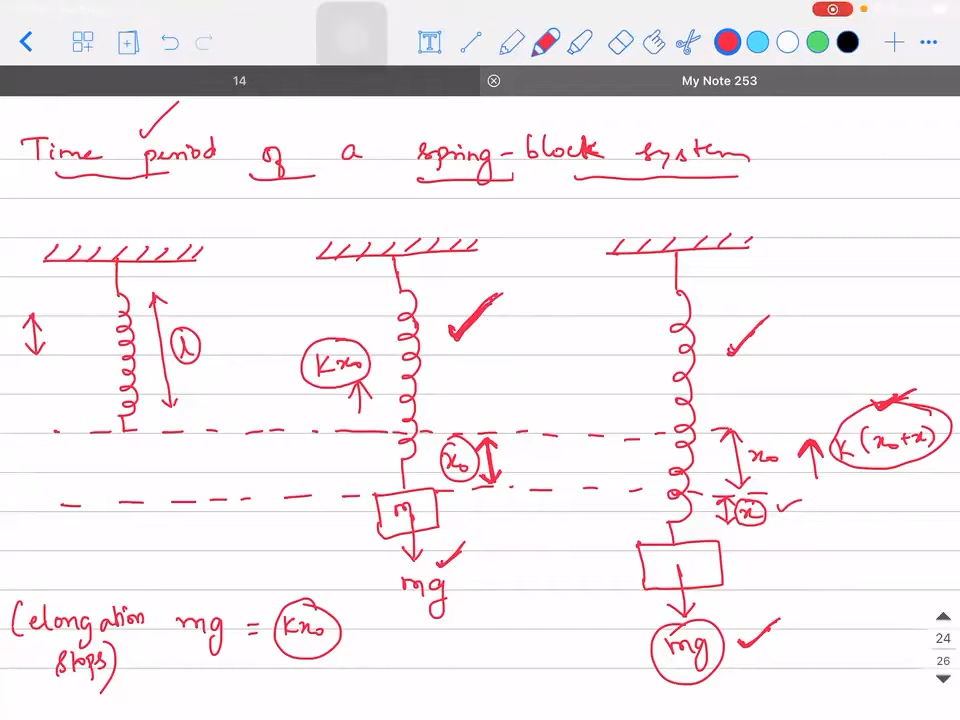 14
My Note 253
Time period of a spring-block system
l
Kx₀
x₀
m
mg
x₀
K(x₀+x)
x
mg
(elongation stops) mg = Kx₀
24
26